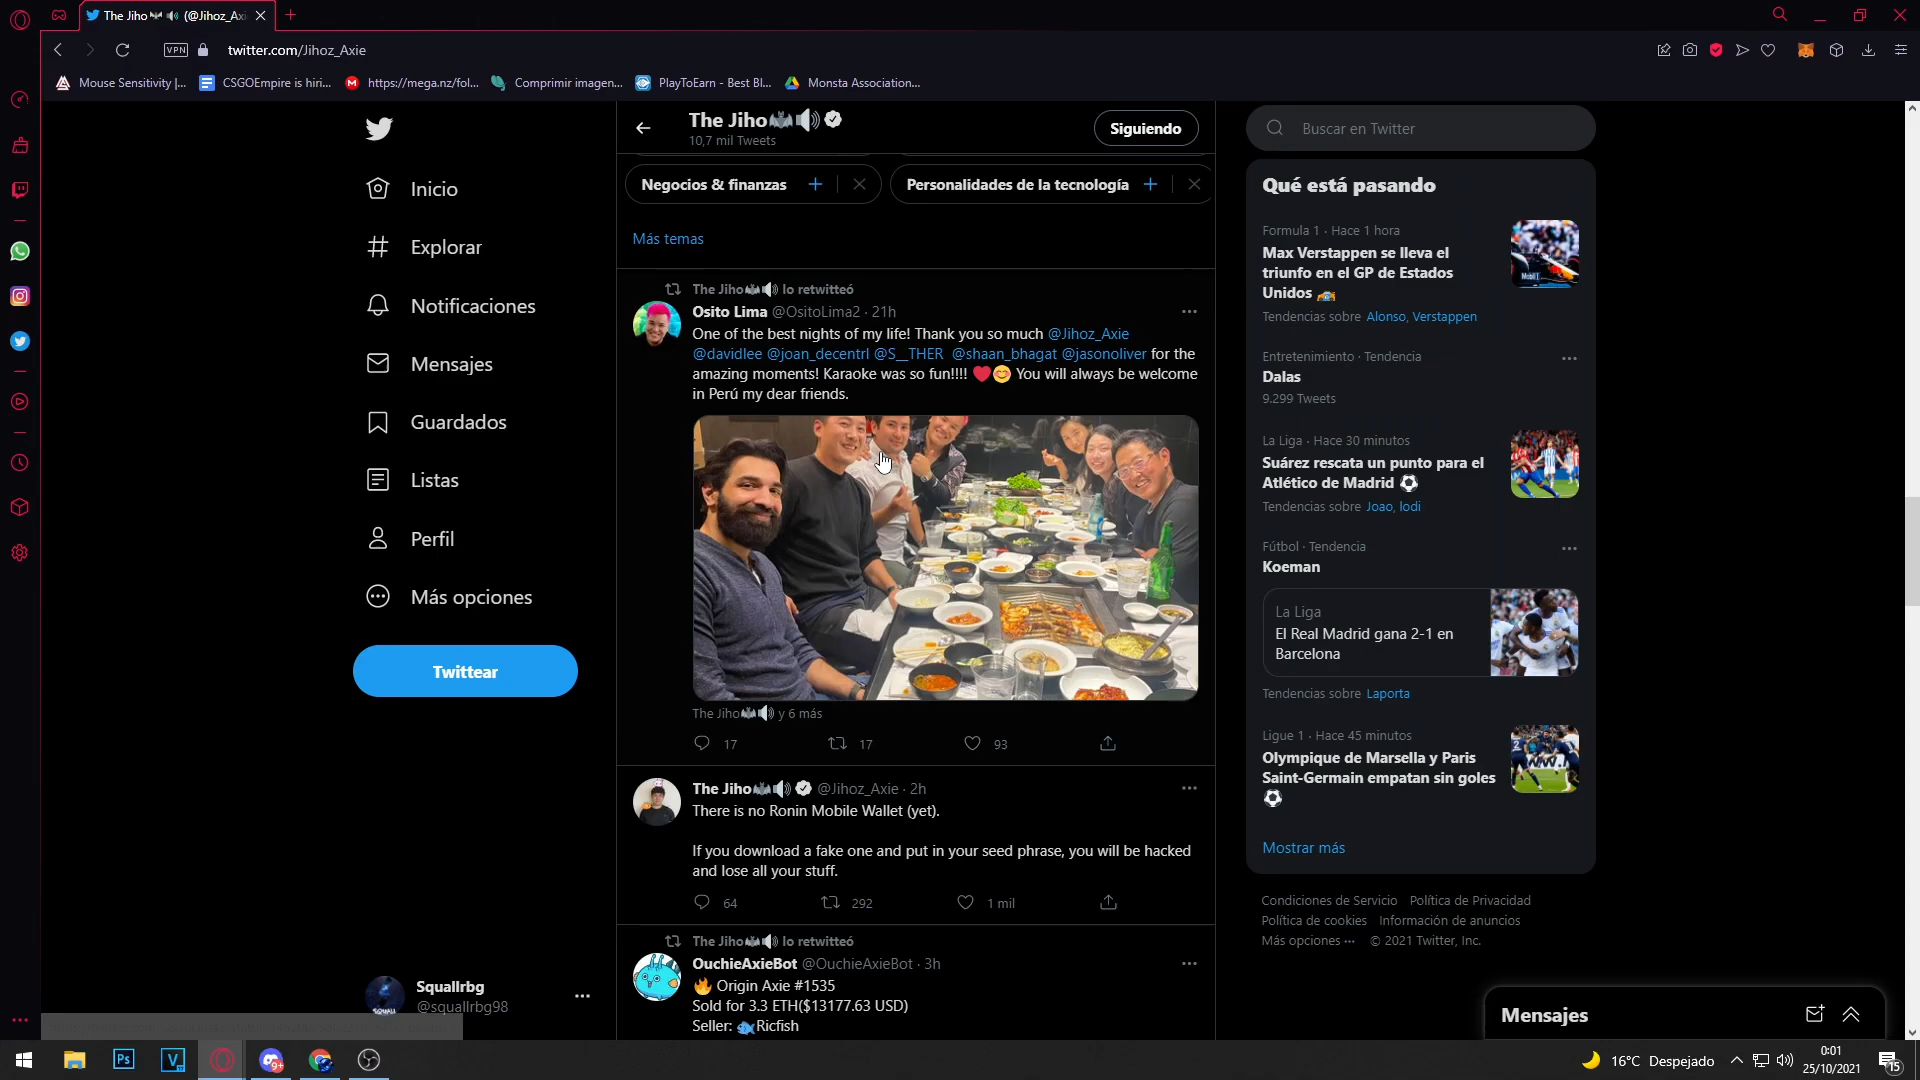 The Jiho (@Jihoz_Axi
VPN
twitter.com/Jihoz_Axie
Mouse Sensitivity |...
CSGOEmpire is hiri...
https://mega.nz/fol...
Comprimir imagen...
PlayToEarn - Best Bl...
Monsta Association...
Inicio
Explorar
Notificaciones
Mensajes
Guardados
Listas
Perfil
Más opciones
Twittear
Squallrbg
@squallrbg98
The Jiho🦇🔊
10,7 mil Tweets
Siguiendo
Negocios & finanzas
Personalidades de la tecnología
Más temas
The Jiho🦇🔊 lo retwitteó
Osito Lima @OsitoLima2 · 21h
One of the best nights of my life! Thank you so much @Jihoz_Axie
@davidlee @joan_decentrl @S__THER @shaan_bhagat @jasonoliver for the
amazing moments! Karaoke was so fun!!!! ❤️😊 You will always be welcome
in Perú my dear friends.
The Jiho🦇🔊 y 6 más
17
17
93
The Jiho🦇🔊 @Jihoz_Axie · 2h
There is no Ronin Mobile Wallet (yet).
If you download a fake one and put in your seed phrase, you will be hacked
and lose all your stuff.
64
292
1 mil
The Jiho🦇🔊 lo retwitteó
OuchieAxieBot @OuchieAxieBot · 3h
🔥 Origin Axie #1535
Sold for 3.3 ETH($13177.63 USD)
Seller: 🐟Ricfish
Buscar en Twitter
Qué está pasando
Formula 1 · Hace 1 hora
Max Verstappen se lleva el
triunfo en el GP de Estados
Unidos 🏎️
Tendencias sobre Alonso, Verstappen
Entretenimiento · Tendencia
Dalas
9.299 Tweets
La Liga · Hace 30 minutos
Suárez rescata un punto para el
Atlético de Madrid ⚽
Tendencias sobre Joao, lodi
Fútbol · Tendencia
Koeman
La Liga
El Real Madrid gana 2-1 en
Barcelona
Tendencias sobre Laporta
Ligue 1 · Hace 45 minutos
Olympique de Marsella y Paris
Saint-Germain empatan sin goles
⚽
Mostrar más
Condiciones de Servicio Política de Privacidad
Política de cookies Información de anuncios
Más opciones ··· © 2021 Twitter, Inc.
Mensajes
Ps
V
9+
16°C Despejado
0:01
25/10/2021
15